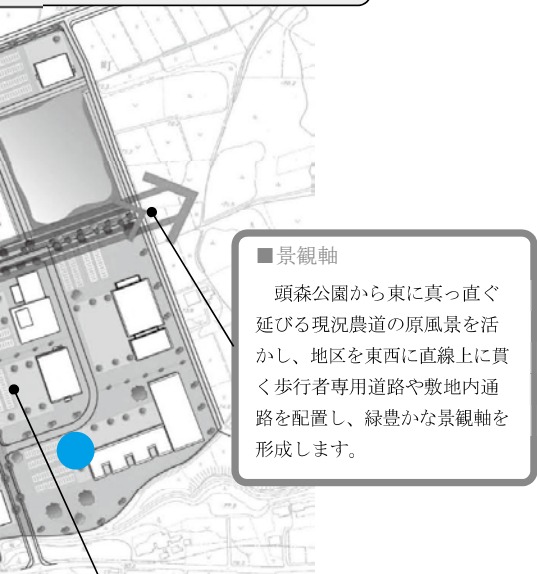 ■景観軸
　頭森公園から東に真っ直ぐ
延びる現況農道の原風景を活
かし、地区を東西に直線上に貫
く歩行者専用道路や敷地内通
路を配置し、緑豊かな景観軸を
形成します。